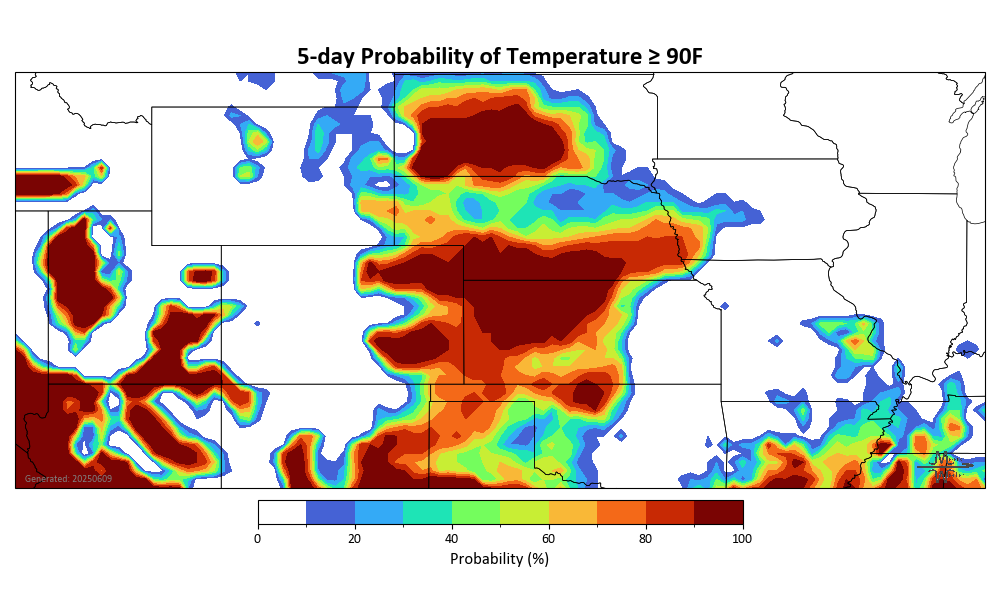 5-day Probability of Temperature ≥ 90F
Generated: 20250609
0 20 40 60 80 100
Probability (%)